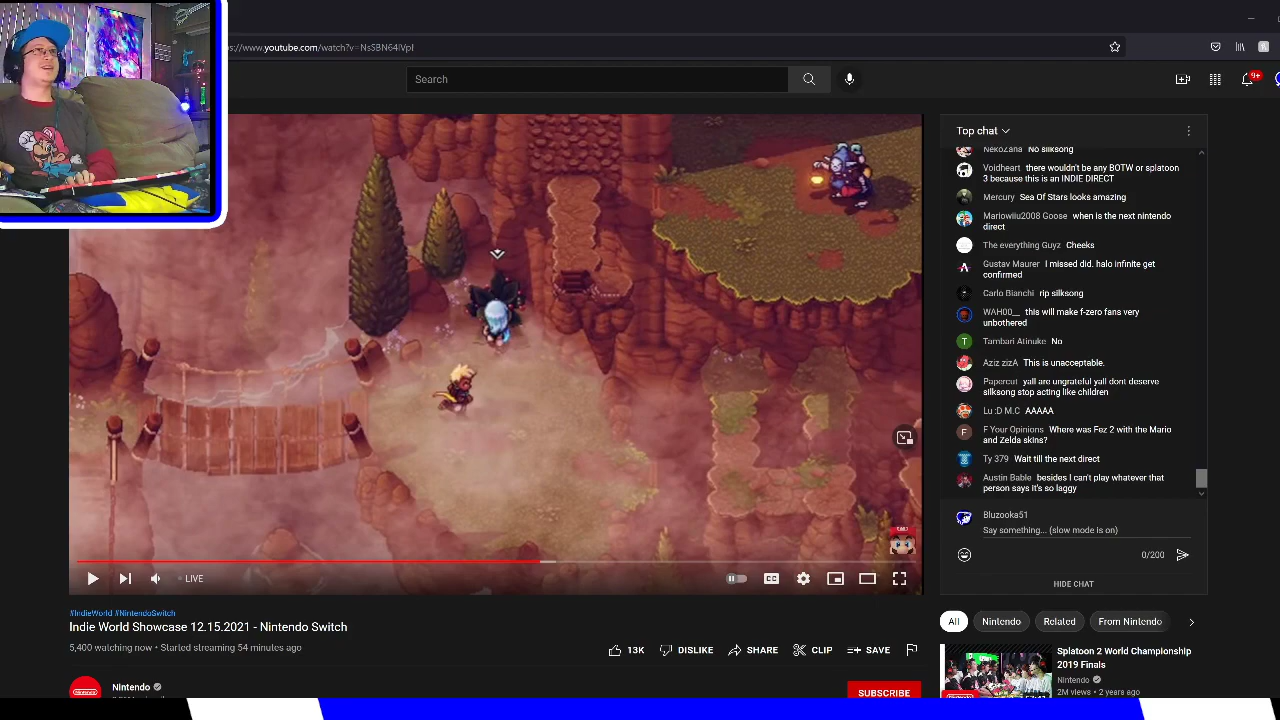 s://www.youtube.com/watch?v=NsSBN64lVpI
Search
9+
Top chat
NekoZana No silksong
Voidheart there wouldn't be any BOTW or splatoon
3 because this is an INDIE DIRECT
Mercury Sea Of Stars looks amazing
Mariowiiu2008 Goose when is the next nintendo
direct
The everything Guyz Cheeks
Gustav Maurer I missed did. halo infinite get
confirmed
Carlo Bianchi rip silksong
WAH00__ this will make f-zero fans very
unbothered
Tambari Atinuke No
Aziz zizA This is unacceptable.
Papercut yall are ungrateful yall dont deserve
silksong stop acting like children
Lu :D M.C AAAAA
F Your Opinions Where was Fez 2 with the Mario
and Zelda skins?
Ty 379 Wait till the next direct
Austin Bable besides I can't play whatever that
person says it's so laggy
Bluzooka51
Say something... (slow mode is on)
0/200
HIDE CHAT
LIVE
CC
#IndieWorld #NintendoSwitch
Indie World Showcase 12.15.2021 - Nintendo Switch
5,400 watching now • Started streaming 54 minutes ago
13K DISLIKE SHARE CLIP SAVE
All Nintendo Related From Nintendo
Splatoon 2 World Championship
2019 Finals
Nintendo
2M views • 2 years ago
Nintendo
Nintendo
SUBSCRIBE